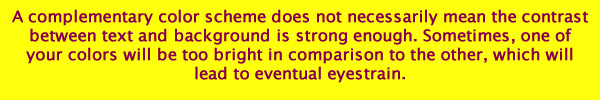 A complementary color scheme does not necessarily mean the contrast
between text and background is strong enough. Sometimes, one of
your colors will be too bright in comparison to the other, which will
lead to eventual eyestrain.